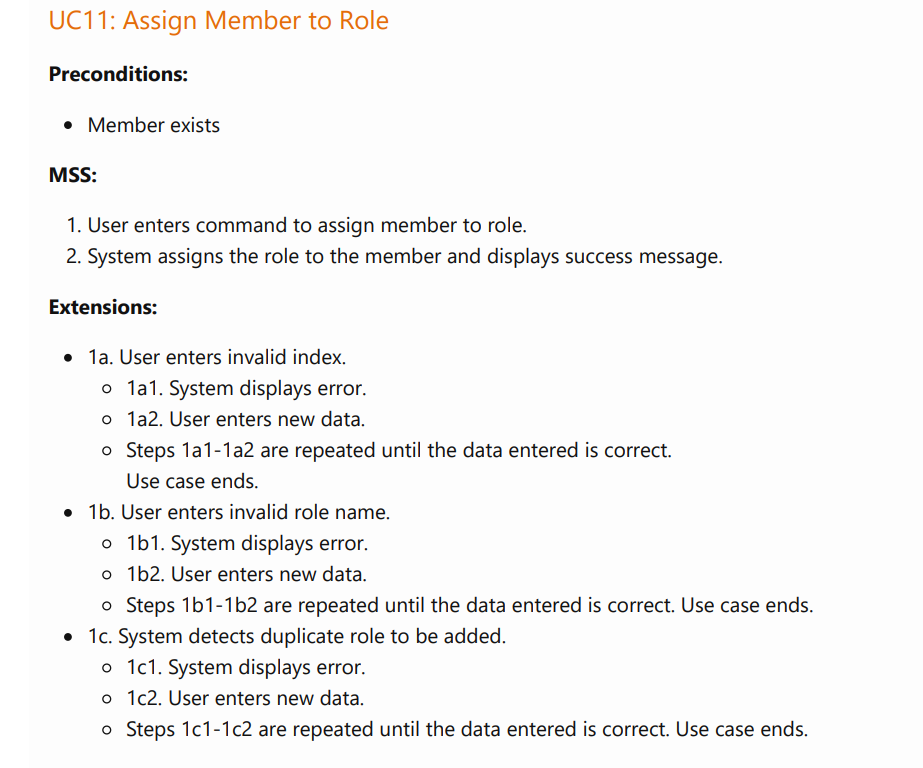 UC11: Assign Member to Role
Preconditions:
• Member exists
MSS:
1. User enters command to assign member to role.
2. System assigns the role to the member and displays success message.
Extensions:
• 1a. User enters invalid index.
○ 1a1. System displays error.
○ 1a2. User enters new data.
○ Steps 1a1-1a2 are repeated until the data entered is correct.
Use case ends.
• 1b. User enters invalid role name.
○ 1b1. System displays error.
○ 1b2. User enters new data.
○ Steps 1b1-1b2 are repeated until the data entered is correct. Use case ends.
• 1c. System detects duplicate role to be added.
○ 1c1. System displays error.
○ 1c2. User enters new data.
○ Steps 1c1-1c2 are repeated until the data entered is correct. Use case ends.